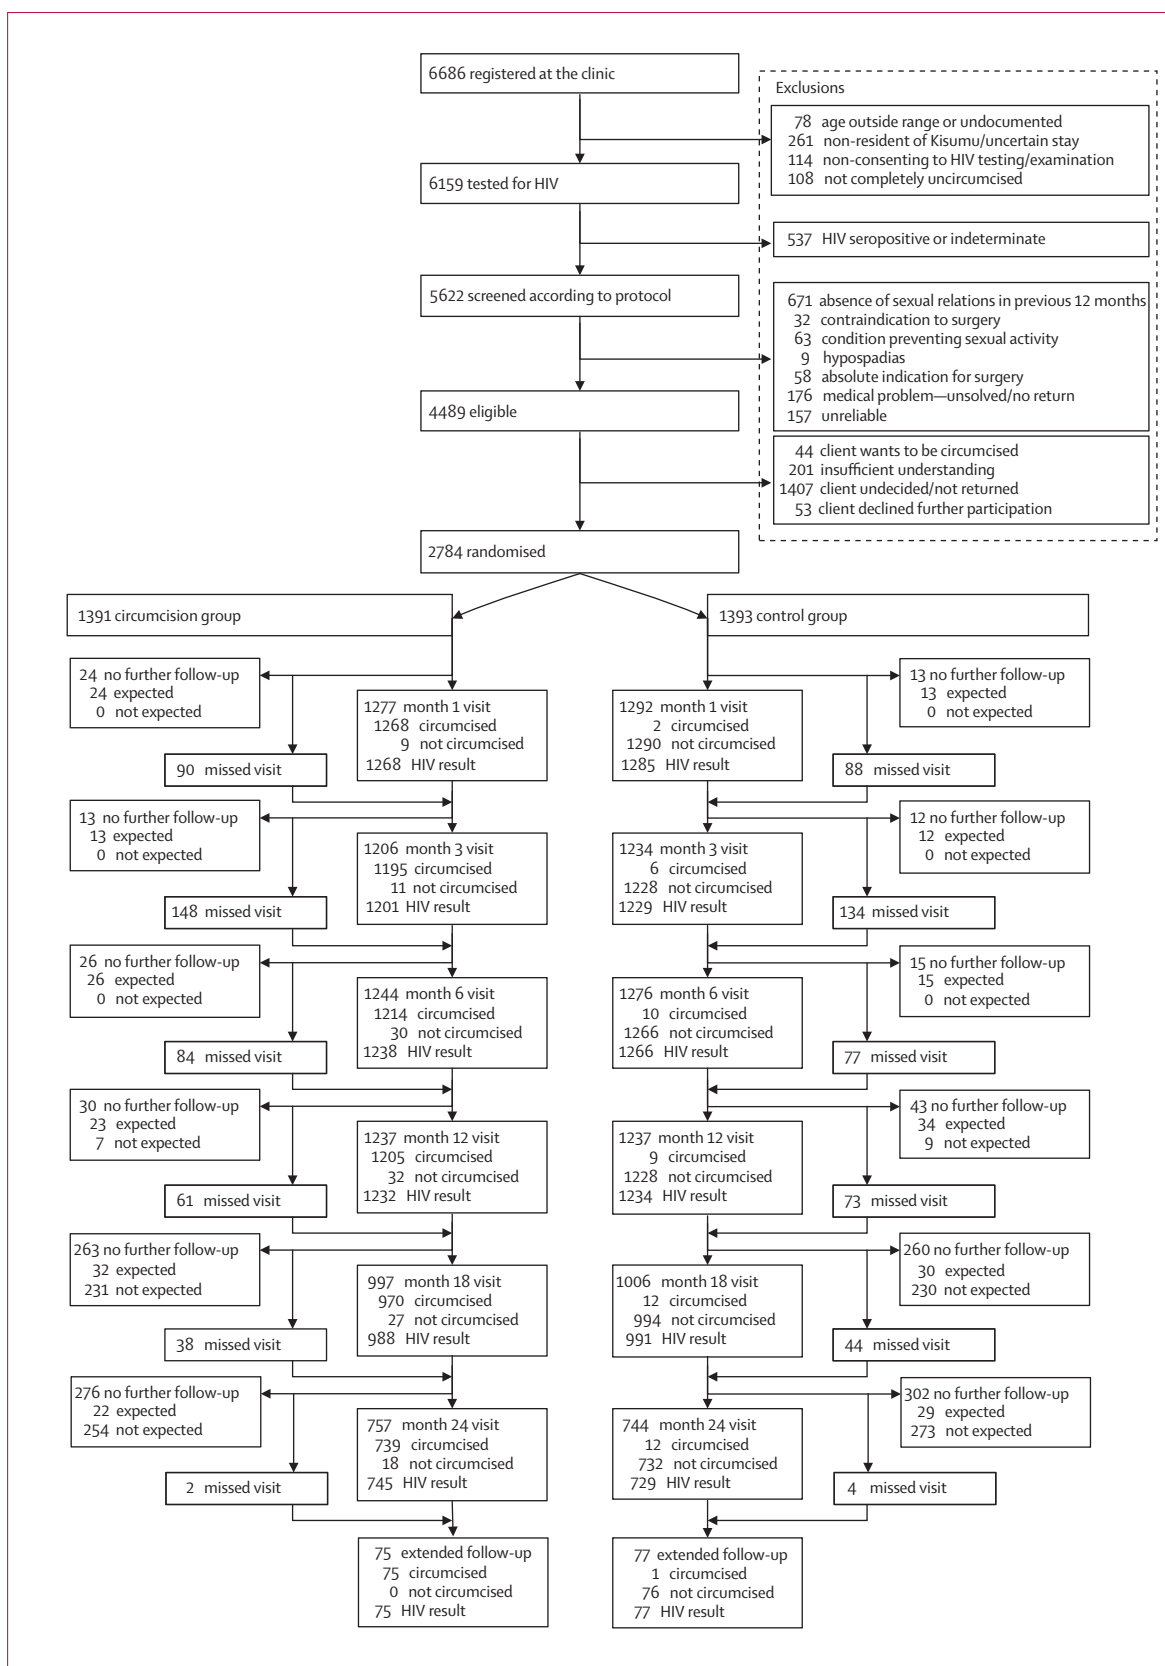 6686 registered at the clinic
Exclusions
78 age outside range or undocumented
261 non-resident of Kisumu/uncertain stay
114 non-consenting to HIV testing/examination
108 not completely uncircumcised
6159 tested for HIV
537 HIV seropositive or indeterminate
5622 screened according to protocol
671 absence of sexual relations in previous 12 months
32 contraindication to surgery
63 condition preventing sexual activity
9 hypospadias
58 absolute indication for surgery
176 medical problem—unsolved/no return
157 unreliable
4489 eligible
44 client wants to be circumcised
201 insufficient understanding
1407 client undecided/not returned
53 client declined further participation
2784 randomised
1391 circumcision group
24 no further follow-up
24 expected
0 not expected
1277 month 1 visit
1268 circumcised
9 not circumcised
1268 HIV result
90 missed visit
13 no further follow-up
13 expected
0 not expected
1206 month 3 visit
1195 circumcised
11 not circumcised
1201 HIV result
148 missed visit
26 no further follow-up
26 expected
0 not expected
1244 month 6 visit
1214 circumcised
30 not circumcised
1238 HIV result
84 missed visit
30 no further follow-up
23 expected
7 not expected
1237 month 12 visit
1205 circumcised
32 not circumcised
1232 HIV result
61 missed visit
263 no further follow-up
32 expected
231 not expected
997 month 18 visit
970 circumcised
27 not circumcised
988 HIV result
38 missed visit
276 no further follow-up
22 expected
254 not expected
757 month 24 visit
739 circumcised
18 not circumcised
745 HIV result
2 missed visit
75 extended follow-up
75 circumcised
0 not circumcised
75 HIV result
1393 control group
13 no further follow-up
13 expected
0 not expected
1292 month 1 visit
2 circumcised
1290 not circumcised
1285 HIV result
88 missed visit
12 no further follow-up
12 expected
0 not expected
1234 month 3 visit
6 circumcised
1228 not circumcised
1229 HIV result
134 missed visit
15 no further follow-up
15 expected
0 not expected
1276 month 6 visit
10 circumcised
1266 not circumcised
1266 HIV result
77 missed visit
43 no further follow-up
34 expected
9 not expected
1237 month 12 visit
9 circumcised
1228 not circumcised
1234 HIV result
73 missed visit
260 no further follow-up
30 expected
230 not expected
1006 month 18 visit
12 circumcised
994 not circumcised
991 HIV result
44 missed visit
302 no further follow-up
29 expected
273 not expected
744 month 24 visit
12 circumcised
732 not circumcised
729 HIV result
4 missed visit
77 extended follow-up
1 circumcised
76 not circumcised
77 HIV result